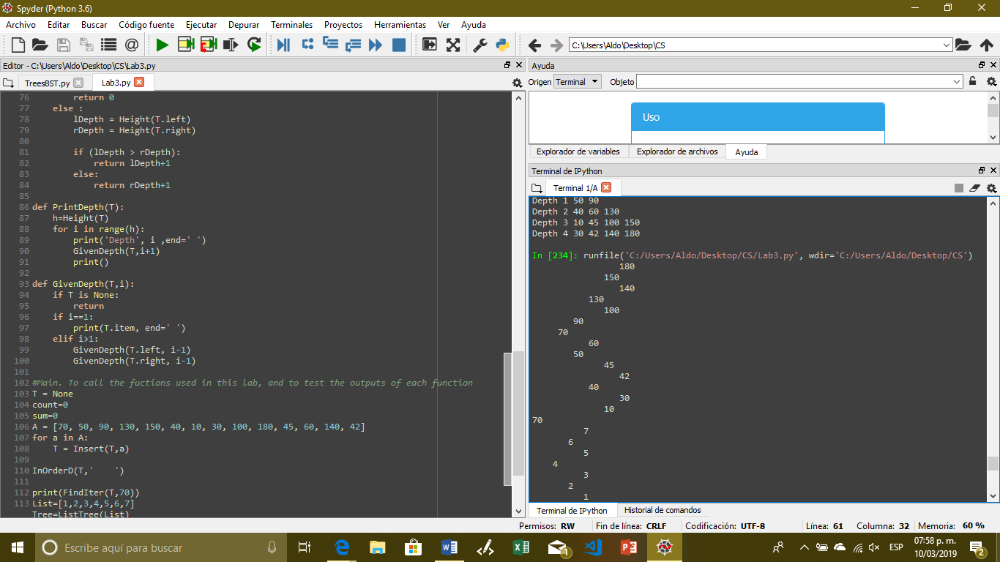 Spyder (Python 3.6)
Archivo Editar Buscar Código fuente Ejecutar Depurar Terminales Proyectos Herramientas Ver Ayuda
C:\Users\Aldo\Desktop\CS
Editor - C:\Users\Aldo\Desktop\CS\Lab3.py
TreesBST.py Lab3.py
76 return 0
77 else :
78 lDepth = Height(T.left)
79 rDepth = Height(T.right)
80
81 if (lDepth > rDepth):
82 return lDepth+1
83 else:
84 return rDepth+1
85
86 def PrintDepth(T):
87 h=Height(T)
88 for i in range(h):
89 print('Depth', i ,end=' ')
90 GivenDepth(T,i+1)
91 print()
92
93 def GivenDepth(T,i):
94 if T is None:
95 return
96 if i==1:
97 print(T.item, end=' ')
98 elif i>1:
99 GivenDepth(T.left, i-1)
100 GivenDepth(T.right, i-1)
101
102 #Main. To call the fuctions used in this lab, and to test the outputs of each function
103 T = None
104 count=0
105 sum=0
106 A = [70, 50, 90, 130, 150, 40, 10, 30, 100, 180, 45, 60, 140, 42]
107 for a in A:
108 T = Insert(T,a)
109
110 InOrderD(T,'    ')
111
112 print(FindIter(T,70))
113 List=[1,2,3,4,5,6,7]
Tree=ListTree(List)
Ayuda
Origen Terminal Objeto
Uso
Explorador de variables Explorador de archivos Ayuda
Terminal de IPython
Terminal 1/A
Depth 1 50 90
Depth 2 40 60 130
Depth 3 10 45 100 150
Depth 4 30 42 140 180
In [234]: runfile('C:/Users/Aldo/Desktop/CS/Lab3.py', wdir='C:/Users/Aldo/Desktop/CS')
180
150
140
130
100
90
70
60
50
45
42
40
30
10
70
7
6
5
4
3
2
1
Terminal de IPython Historial de comandos
Permisos: RW Fin de línea: CRLF Codificación: UTF-8 Línea: 61 Columna: 32 Memoria: 60 %
Escribe aquí para buscar
1
ESP
07:58 p. m.
10/03/2019
2